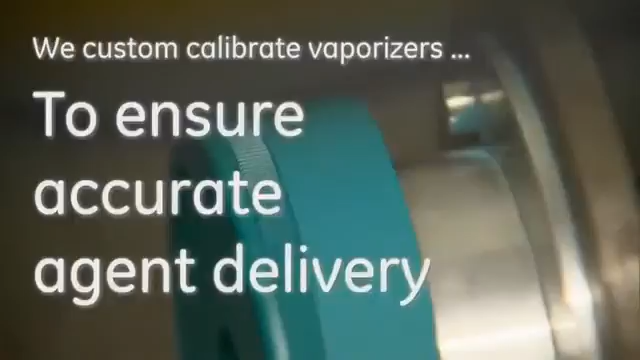 We custom calibrate vaporizers ...
To ensure
accurate
agent delivery